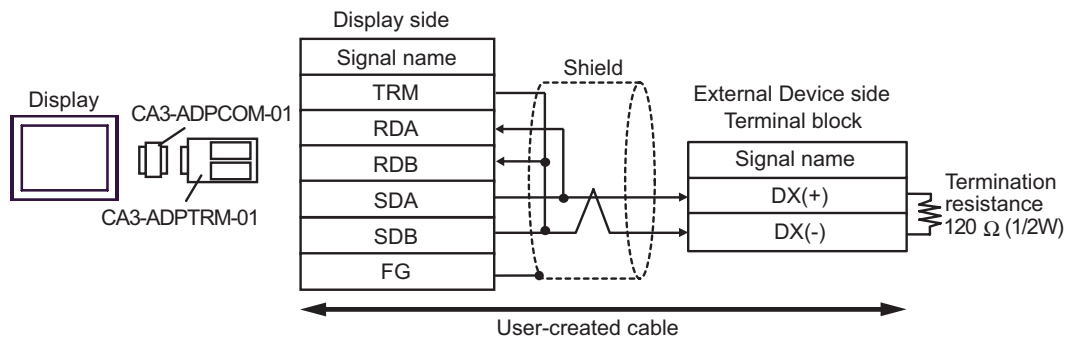 Display side
Signal name
TRM
RDA
RDB
SDA
SDB
FG
Shield
Display
CA3-ADPCOM-01
CA3-ADPTRM-01
External Device side
Terminal block
Signal name
DX(+)
DX(-)
Termination
resistance
120 Ω (1/2W)
User-created cable